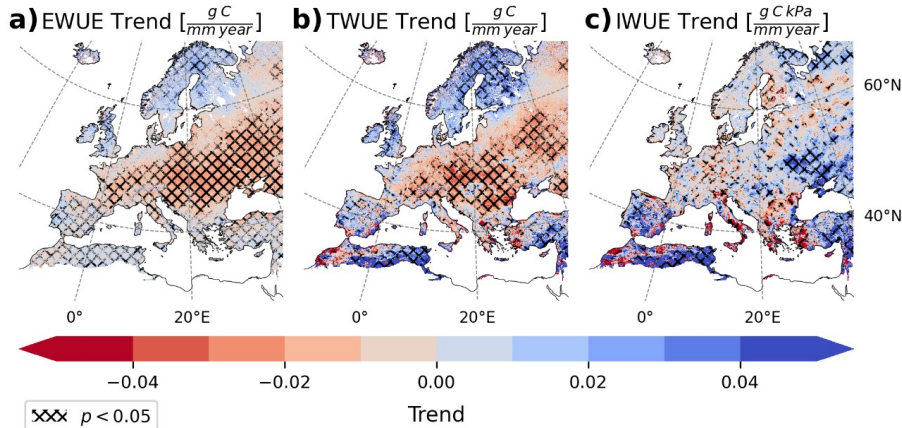 a) EWUE Trend [g C / mm year]
b) TWUE Trend [g C / mm year]
c) IWUE Trend [g C kPa / mm year]
60°N
40°N
0° 20°E
0° 20°E
0° 20°E
−0.04 −0.02 0.00 0.02 0.04
p < 0.05
Trend